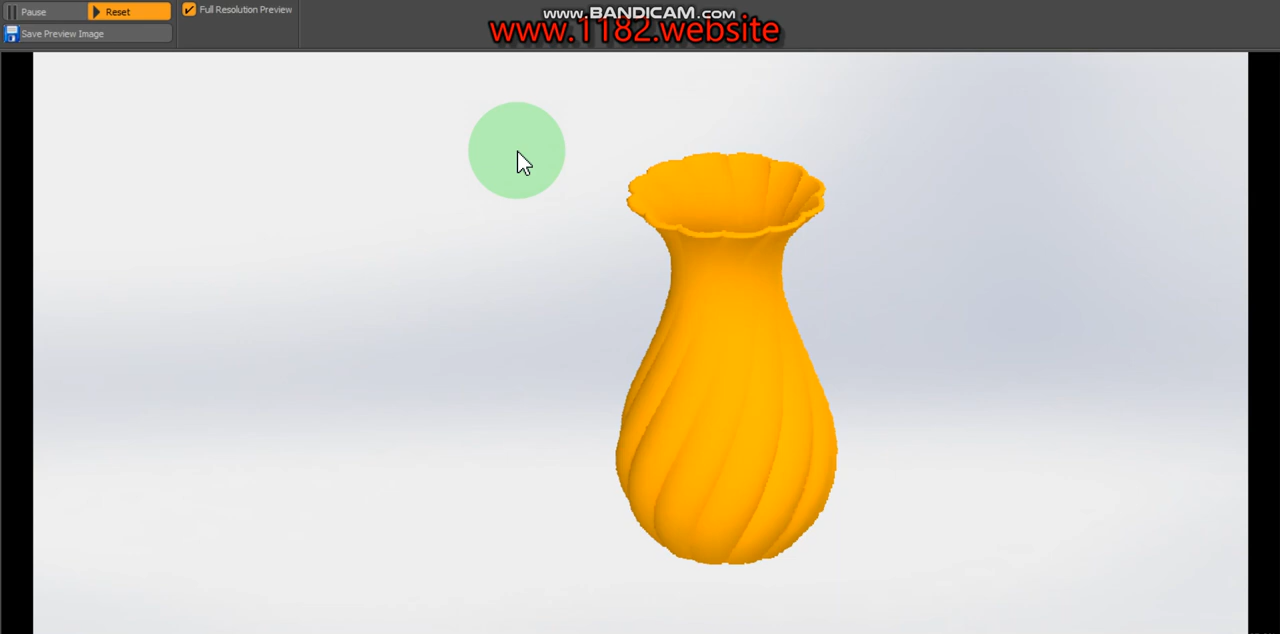 Pause
Reset
Full Resolution Preview
www.BANDICAM.com
www.1182.website
Save Preview Image